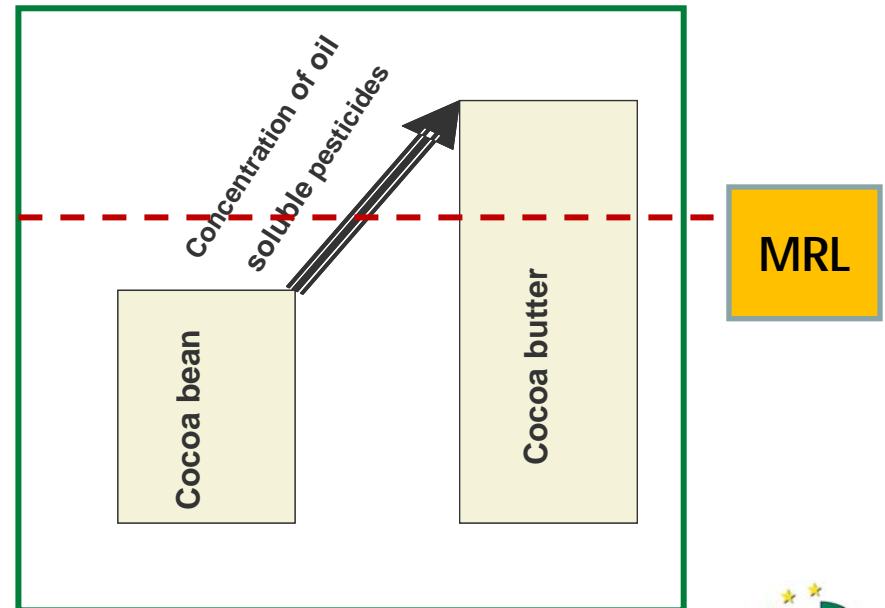 Concentration of oil
soluble pesticides
Cocoa bean
Cocoa butter
MRL